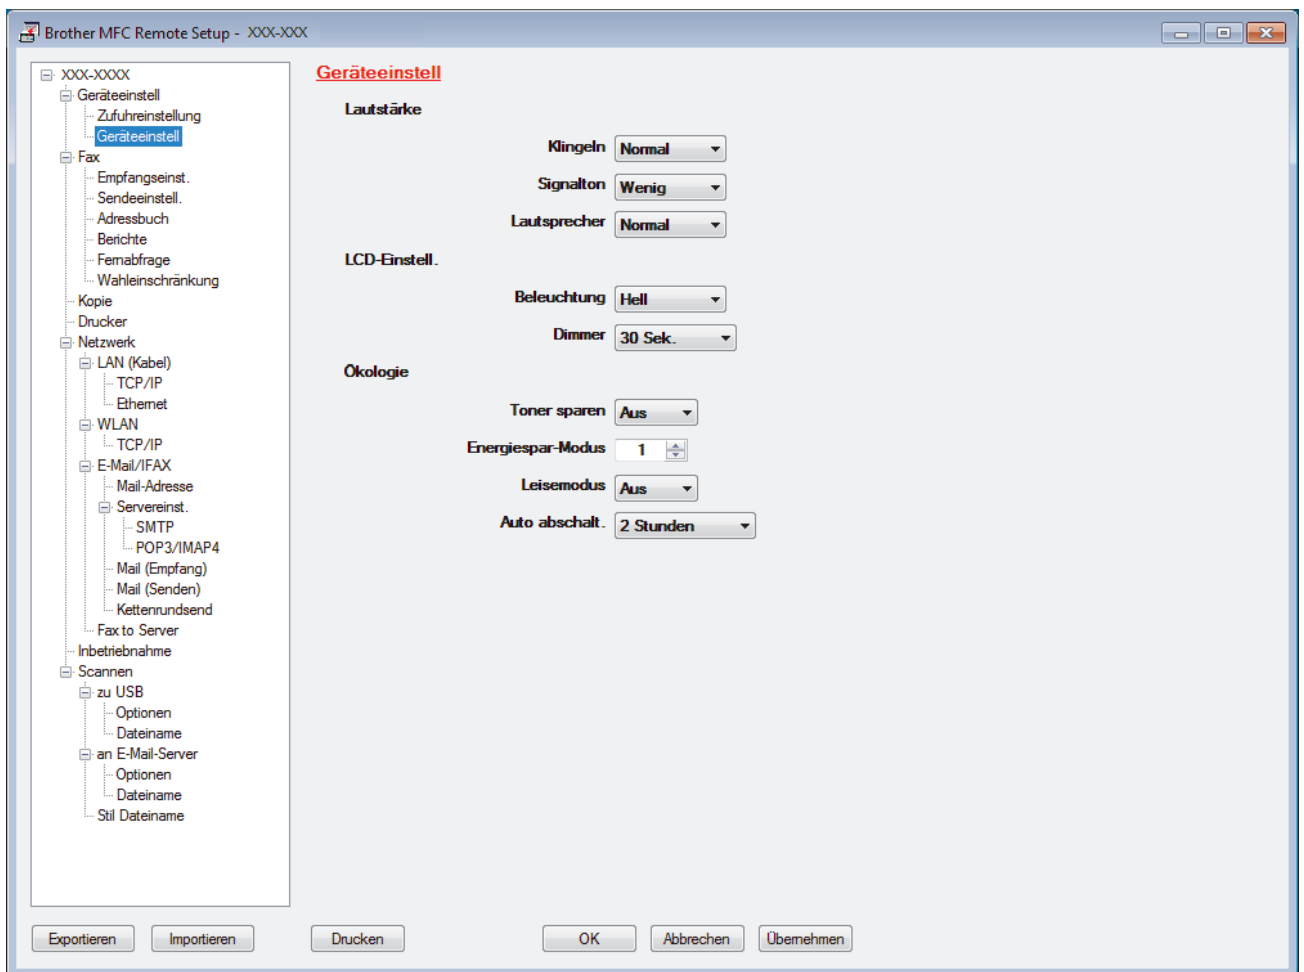 Brother MFC Remote Setup - XXX-XXX
XXX-XXXX
Geräteeinstell
Zufuhreinstellung
Geräteeinstell
Fax
Empfangseinst.
Sendeeinstell.
Adressbuch
Berichte
Fernabfrage
Wahleinschränkung
Kopie
Drucker
Netzwerk
LAN (Kabel)
TCP/IP
Ethernet
WLAN
TCP/IP
E-Mail/IFAX
Mail-Adresse
Servereinst.
SMTP
POP3/IMAP4
Mail (Empfang)
Mail (Senden)
Kettenrundsend
Fax to Server
Inbetriebnahme
Scannen
zu USB
Optionen
Dateiname
an E-Mail-Server
Optionen
Dateiname
Stil Dateiname
Geräteeinstell
Lautstärke
Klingeln Normal
Signalton Wenig
Lautsprecher Normal
LCD-Einstell.
Beleuchtung Hell
Dimmer 30 Sek.
Ökologie
Toner sparen Aus
Energiespar-Modus 1
Leisemodus Aus
Auto abschalt. 2 Stunden
Exportieren Importieren Drucken OK Abbrechen Übernehmen